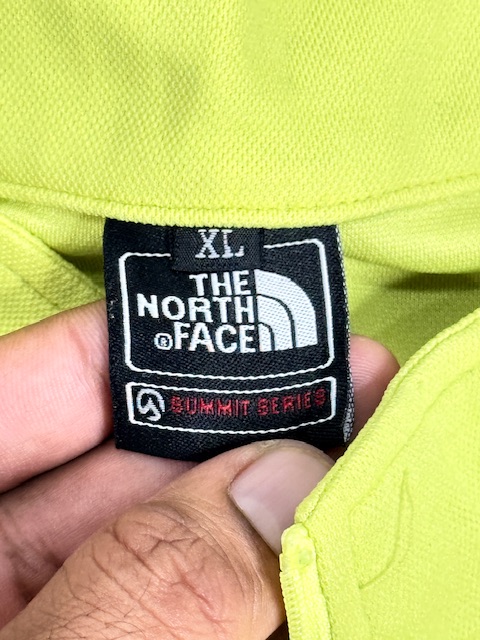 XL
THE
NORTH
®FACE
SUMMIT SERIES